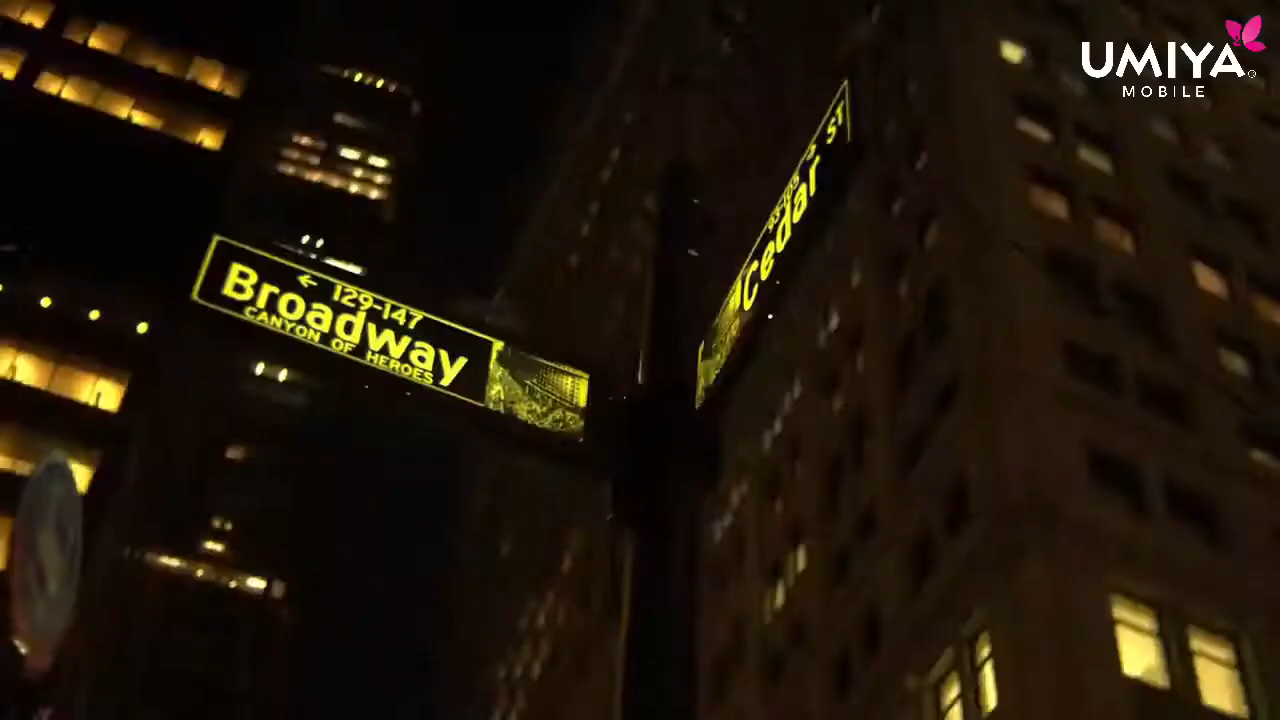 UMIYA
MOBILE
← 129-147
Broadway
CANYON OF HEROES
Cedar ST